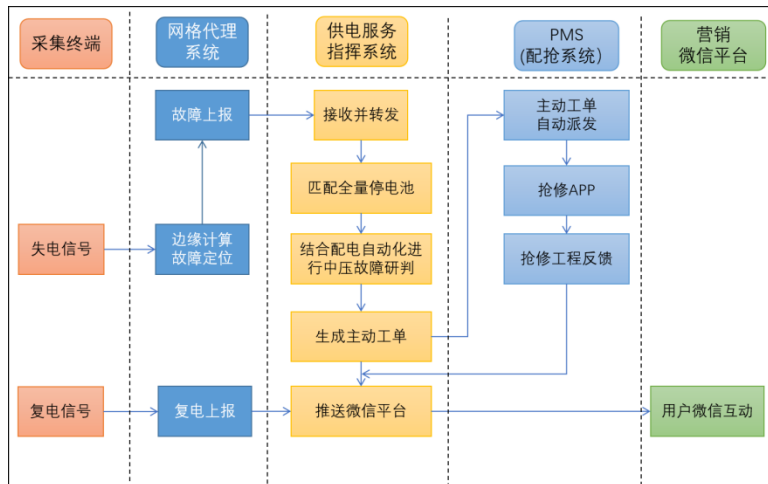 采集终端
网格代理
系统
供电服务
指挥系统
PMS
(配抢系统）
营销
微信平台
故障上报
接收并转发
主动工单
自动派发
匹配全量停电池
抢修APP
失电信号
边缘计算
故障定位
结合配电自动化进
行中压故障研判
抢修工程反馈
生成主动工单
复电信号
复电上报
推送微信平台
用户微信互动